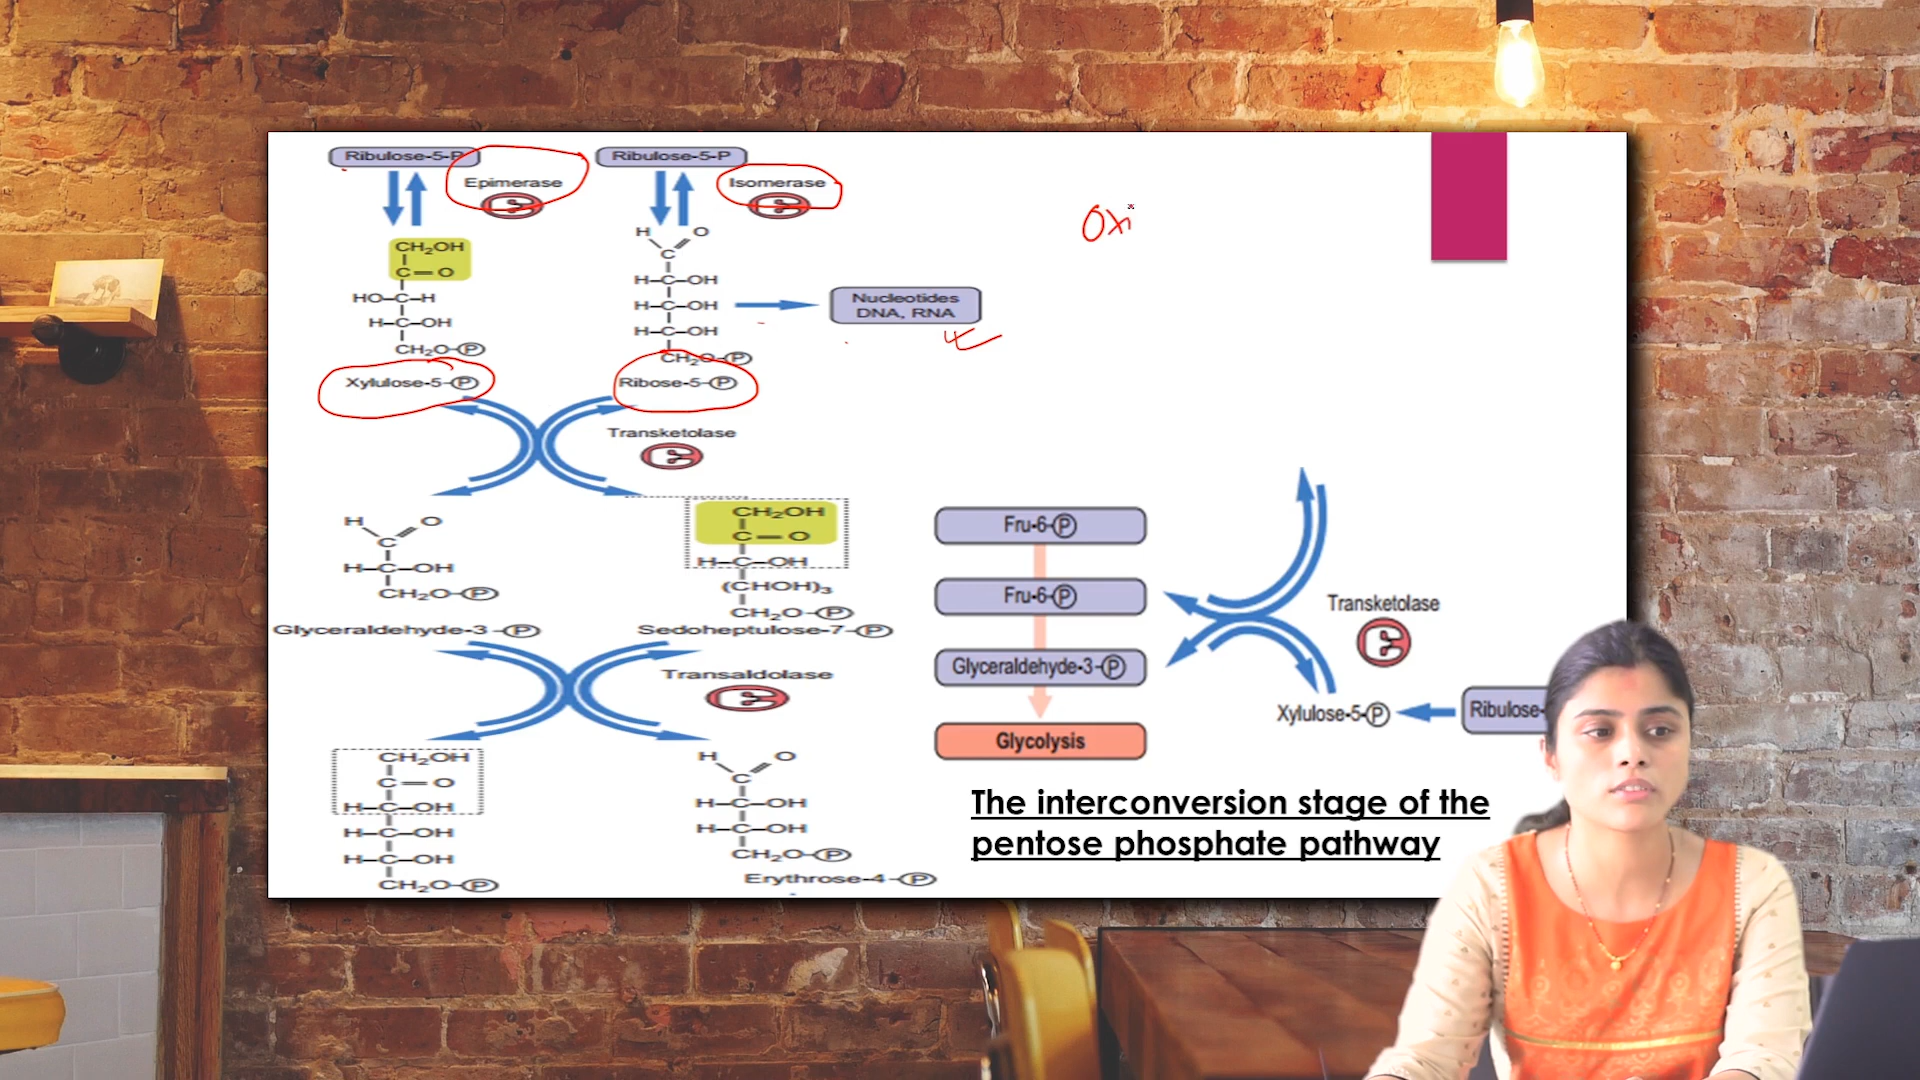 Ribulose-5-P
Epimerase
CH₂OH
C=O
HO-C-H
H-C-OH
CH₂O-Ⓟ
Xylulose-5-Ⓟ
Ribulose-5-P
Isomerase
H O
C
H-C-OH
H-C-OH
H-C-OH
CH₂O-Ⓟ
Ribose-5-Ⓟ
Nucleotides
DNA, RNA
Transketolase
H O
C
H-C-OH
CH₂O-Ⓟ
Glyceraldehyde-3-Ⓟ
CH₂OH
C=O
H-C-OH
(CHOH)₃
CH₂O-Ⓟ
Sedoheptulose-7-Ⓟ
Transaldolase
CH₂OH
C=O
H-C-OH
H-C-OH
H-C-OH
CH₂O-Ⓟ
H O
C
H-C-OH
H-C-OH
CH₂O-Ⓟ
Erythrose-4-Ⓟ
Oxi
Fru-6-Ⓟ
Fru-6-Ⓟ
Glyceraldehyde-3-Ⓟ
Glycolysis
Transketolase
Xylulose-5-Ⓟ
Ribulose-
The interconversion stage of the
pentose phosphate pathway